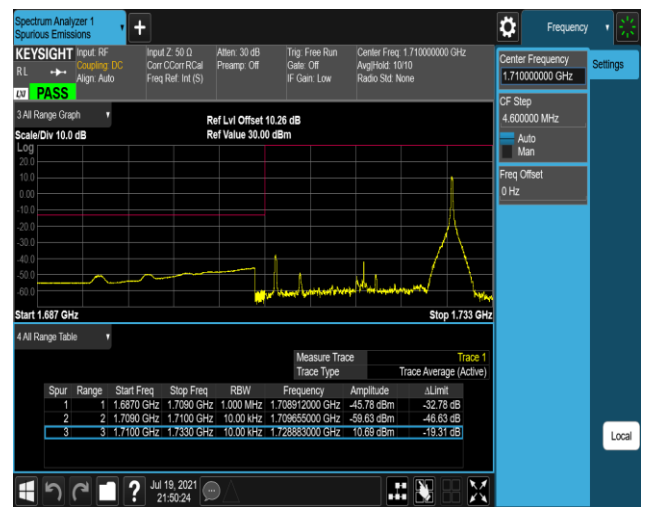 Spectrum Analyzer 1
Spurious Emissions
+
Frequency
KEYSIGHT
RL
LXI
PASS
Input: RF
Coupling: DC
Align: Auto
Input Z: 50 Ω
Corr CCorr RCal
Freq Ref: Int (S)
Atten: 30 dB
Preamp: Off
Trig: Free Run
Gate: Off
IF Gain: Low
Center Freq: 1.710000000 GHz
Avg|Hold: 10/10
Radio Std: None
Center Frequency
1.710000000 GHz
Settings
CF Step
4.600000 MHz
Auto
Man
Freq Offset
0 Hz
Local
3 All Range Graph
Scale/Div 10.0 dB
Ref Lvl Offset 10.26 dB
Ref Value 30.00 dBm
Log
20.0
10.0
0.00
-10.0
-20.0
-30.0
-40.0
-50.0
-60.0
Start 1.687 GHz
Stop 1.733 GHz
4 All Range Table
Measure Trace Trace 1
Trace Type Trace Average (Active)
Spur Range Start Freq Stop Freq RBW Frequency Amplitude ΔLimit
1 1 1.6870 GHz 1.7090 GHz 1.000 MHz 1.708912000 GHz -45.78 dBm -32.78 dB
2 2 1.7090 GHz 1.7100 GHz 10.00 kHz 1.709655000 GHz -59.63 dBm -46.63 dB
3 3 1.7100 GHz 1.7330 GHz 10.00 kHz 1.728883000 GHz 10.69 dBm -19.31 dB
?
Jul 19, 2021
21:50:24